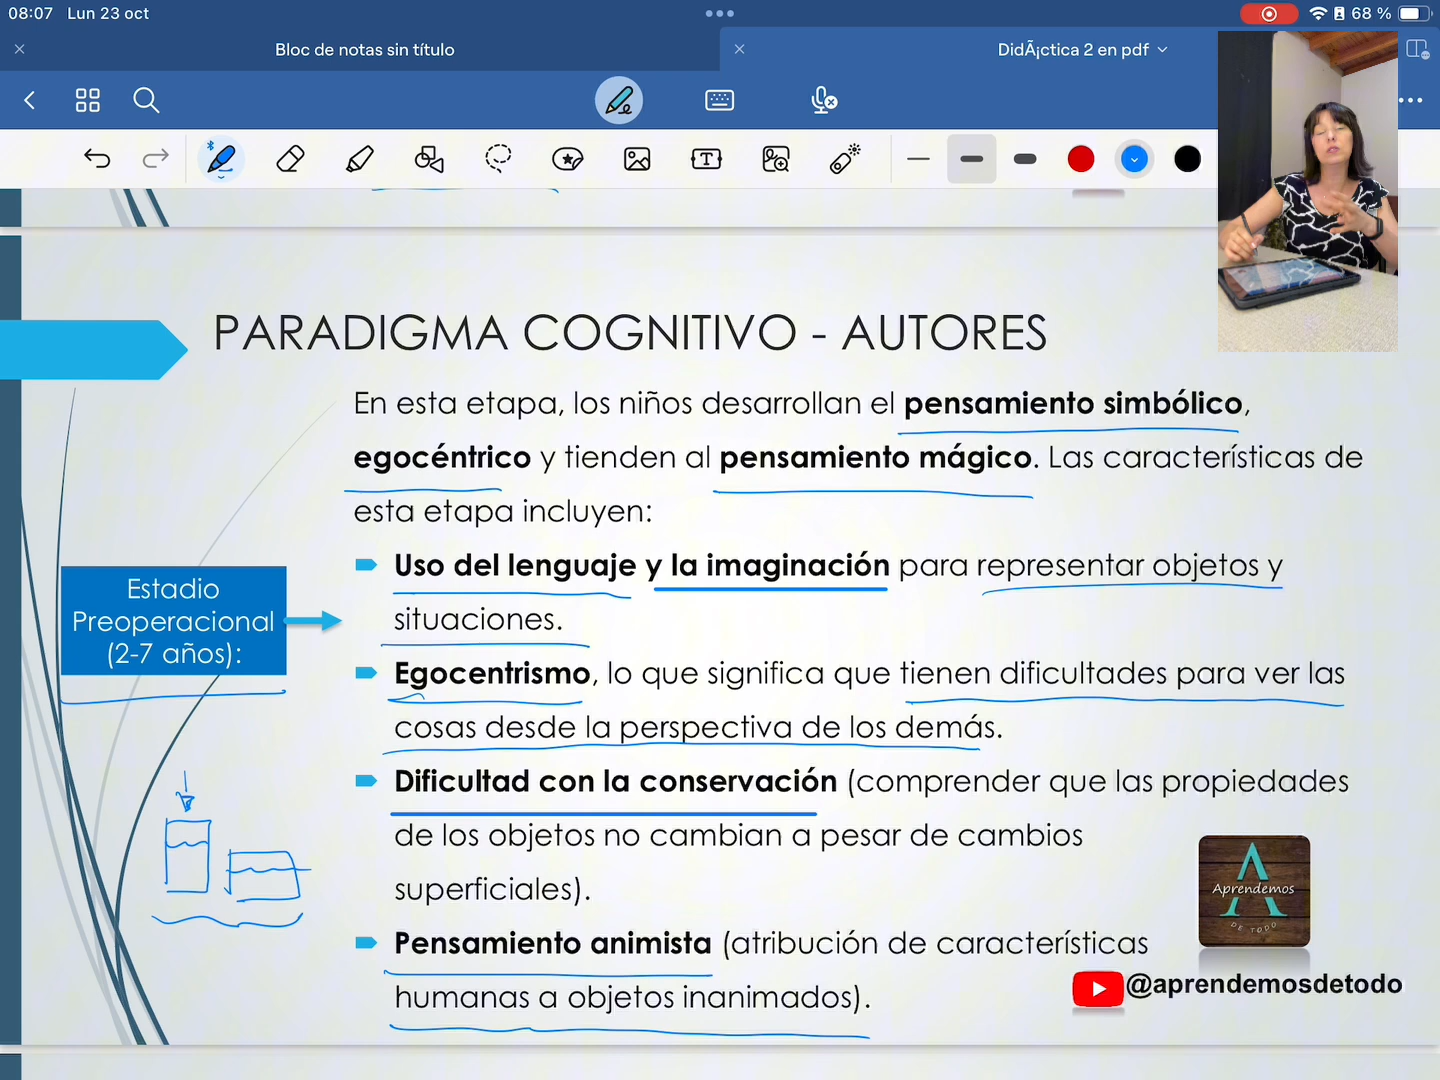 08:07 Lun 23 oct
68 %
Bloc de notas sin título
DidÃ¡ctica 2 en pdf
PARADIGMA COGNITIVO - AUTORES
En esta etapa, los niños desarrollan el pensamiento simbólico,
egocéntrico y tienden al pensamiento mágico. Las características de
esta etapa incluyen:
Uso del lenguaje y la imaginación para representar objetos y
situaciones.
Estadio
Preoperacional
(2-7 años):
Egocentrismo, lo que significa que tienen dificultades para ver las
cosas desde la perspectiva de los demás.
Dificultad con la conservación (comprender que las propiedades
de los objetos no cambian a pesar de cambios
superficiales).
Pensamiento animista (atribución de características
humanas a objetos inanimados).
Aprendemos
DE TODO
@aprendemosdetodo